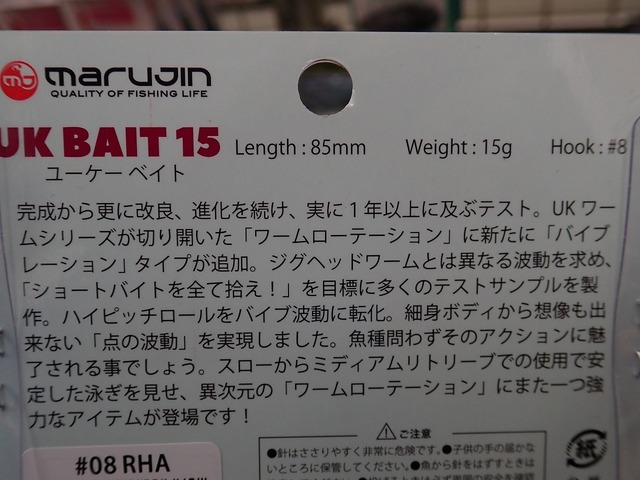 marujin
QUALITY OF FISHING LIFE
UK BAIT 15 Length : 85mm Weight : 15g Hook : #8
ユーケー ベイト
完成から更に改良、進化を続け、実に1年以上に及ぶテスト。UK ワ
ームシリーズが切り開いた「ワームローテーション」に新たに「バイブ
レーション」タイプが追加。ジグヘッドワームとは異なる波動を求め、
「ショートバイトを全て拾え!」を目標に多くのテストサンプルを製
作。ハイピッチロールをバイブ波動に転化。細身ボディから想像も出
来ない「点の波動」を実現しました。魚種問わずそのアクションに魅
了される事でしょう。スローからミディアムリトリーブでの使用で安
定した泳ぎを見せ、異次元の「ワームローテーション」にまた一つ強
力なアイテムが登場です!
ご注意
●針はささりやすく非常に危険です。●子供の手の届かな
いところに保管してください。●魚から針をはずすときは
紙
#08 RHA